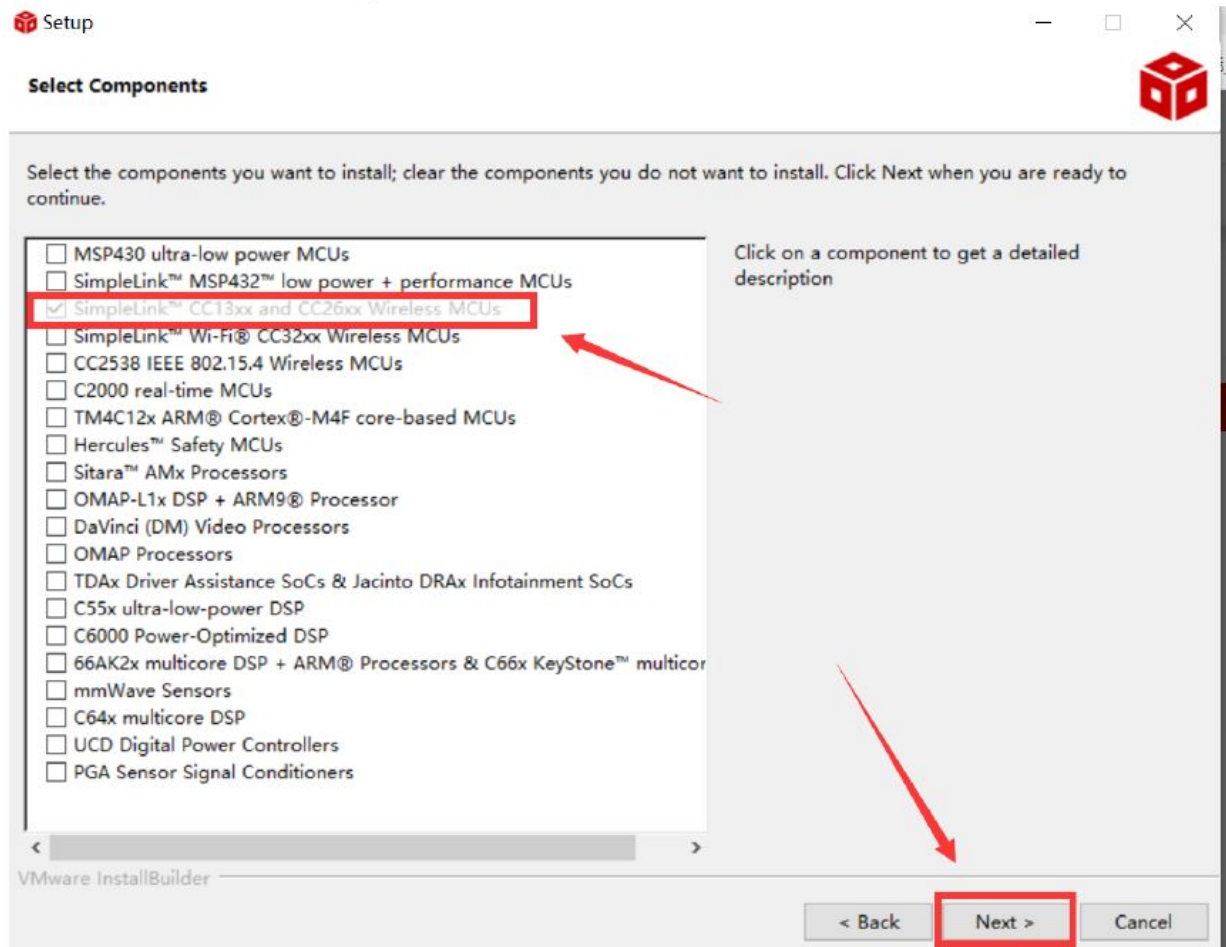 Setup
Select Components
Select the components you want to install; clear the components you do not want to install. Click Next when you are ready to
continue.
MSP430 ultra-low power MCUs
Click on a component to get a detailed
description
SimpleLink™ MSP432™ low power + performance MCUs
SimpleLink™ CC13xx and CC26xx Wireless MCUs
SimpleLink™ Wi-Fi® CC32xx Wireless MCUs
CC2538 IEEE 802.15.4 Wireless MCUs
C2000 real-time MCUs
TM4C12x ARM® Cortex®-M4F core-based MCUs
Hercules™ Safety MCUs
Sitara™ AMx Processors
OMAP-L1x DSP + ARM9® Processor
DaVinci (DM) Video Processors
OMAP Processors
TDAx Driver Assistance SoCs & Jacinto DRAx Infotainment SoCs
C55x ultra-low-power DSP
C6000 Power-Optimized DSP
66AK2x multicore DSP + ARM® Processors & C66x KeyStone™ multicor
mmWave Sensors
C64x multicore DSP
UCD Digital Power Controllers
PGA Sensor Signal Conditioners
VMware InstallBuilder
< Back
Next >
Cancel